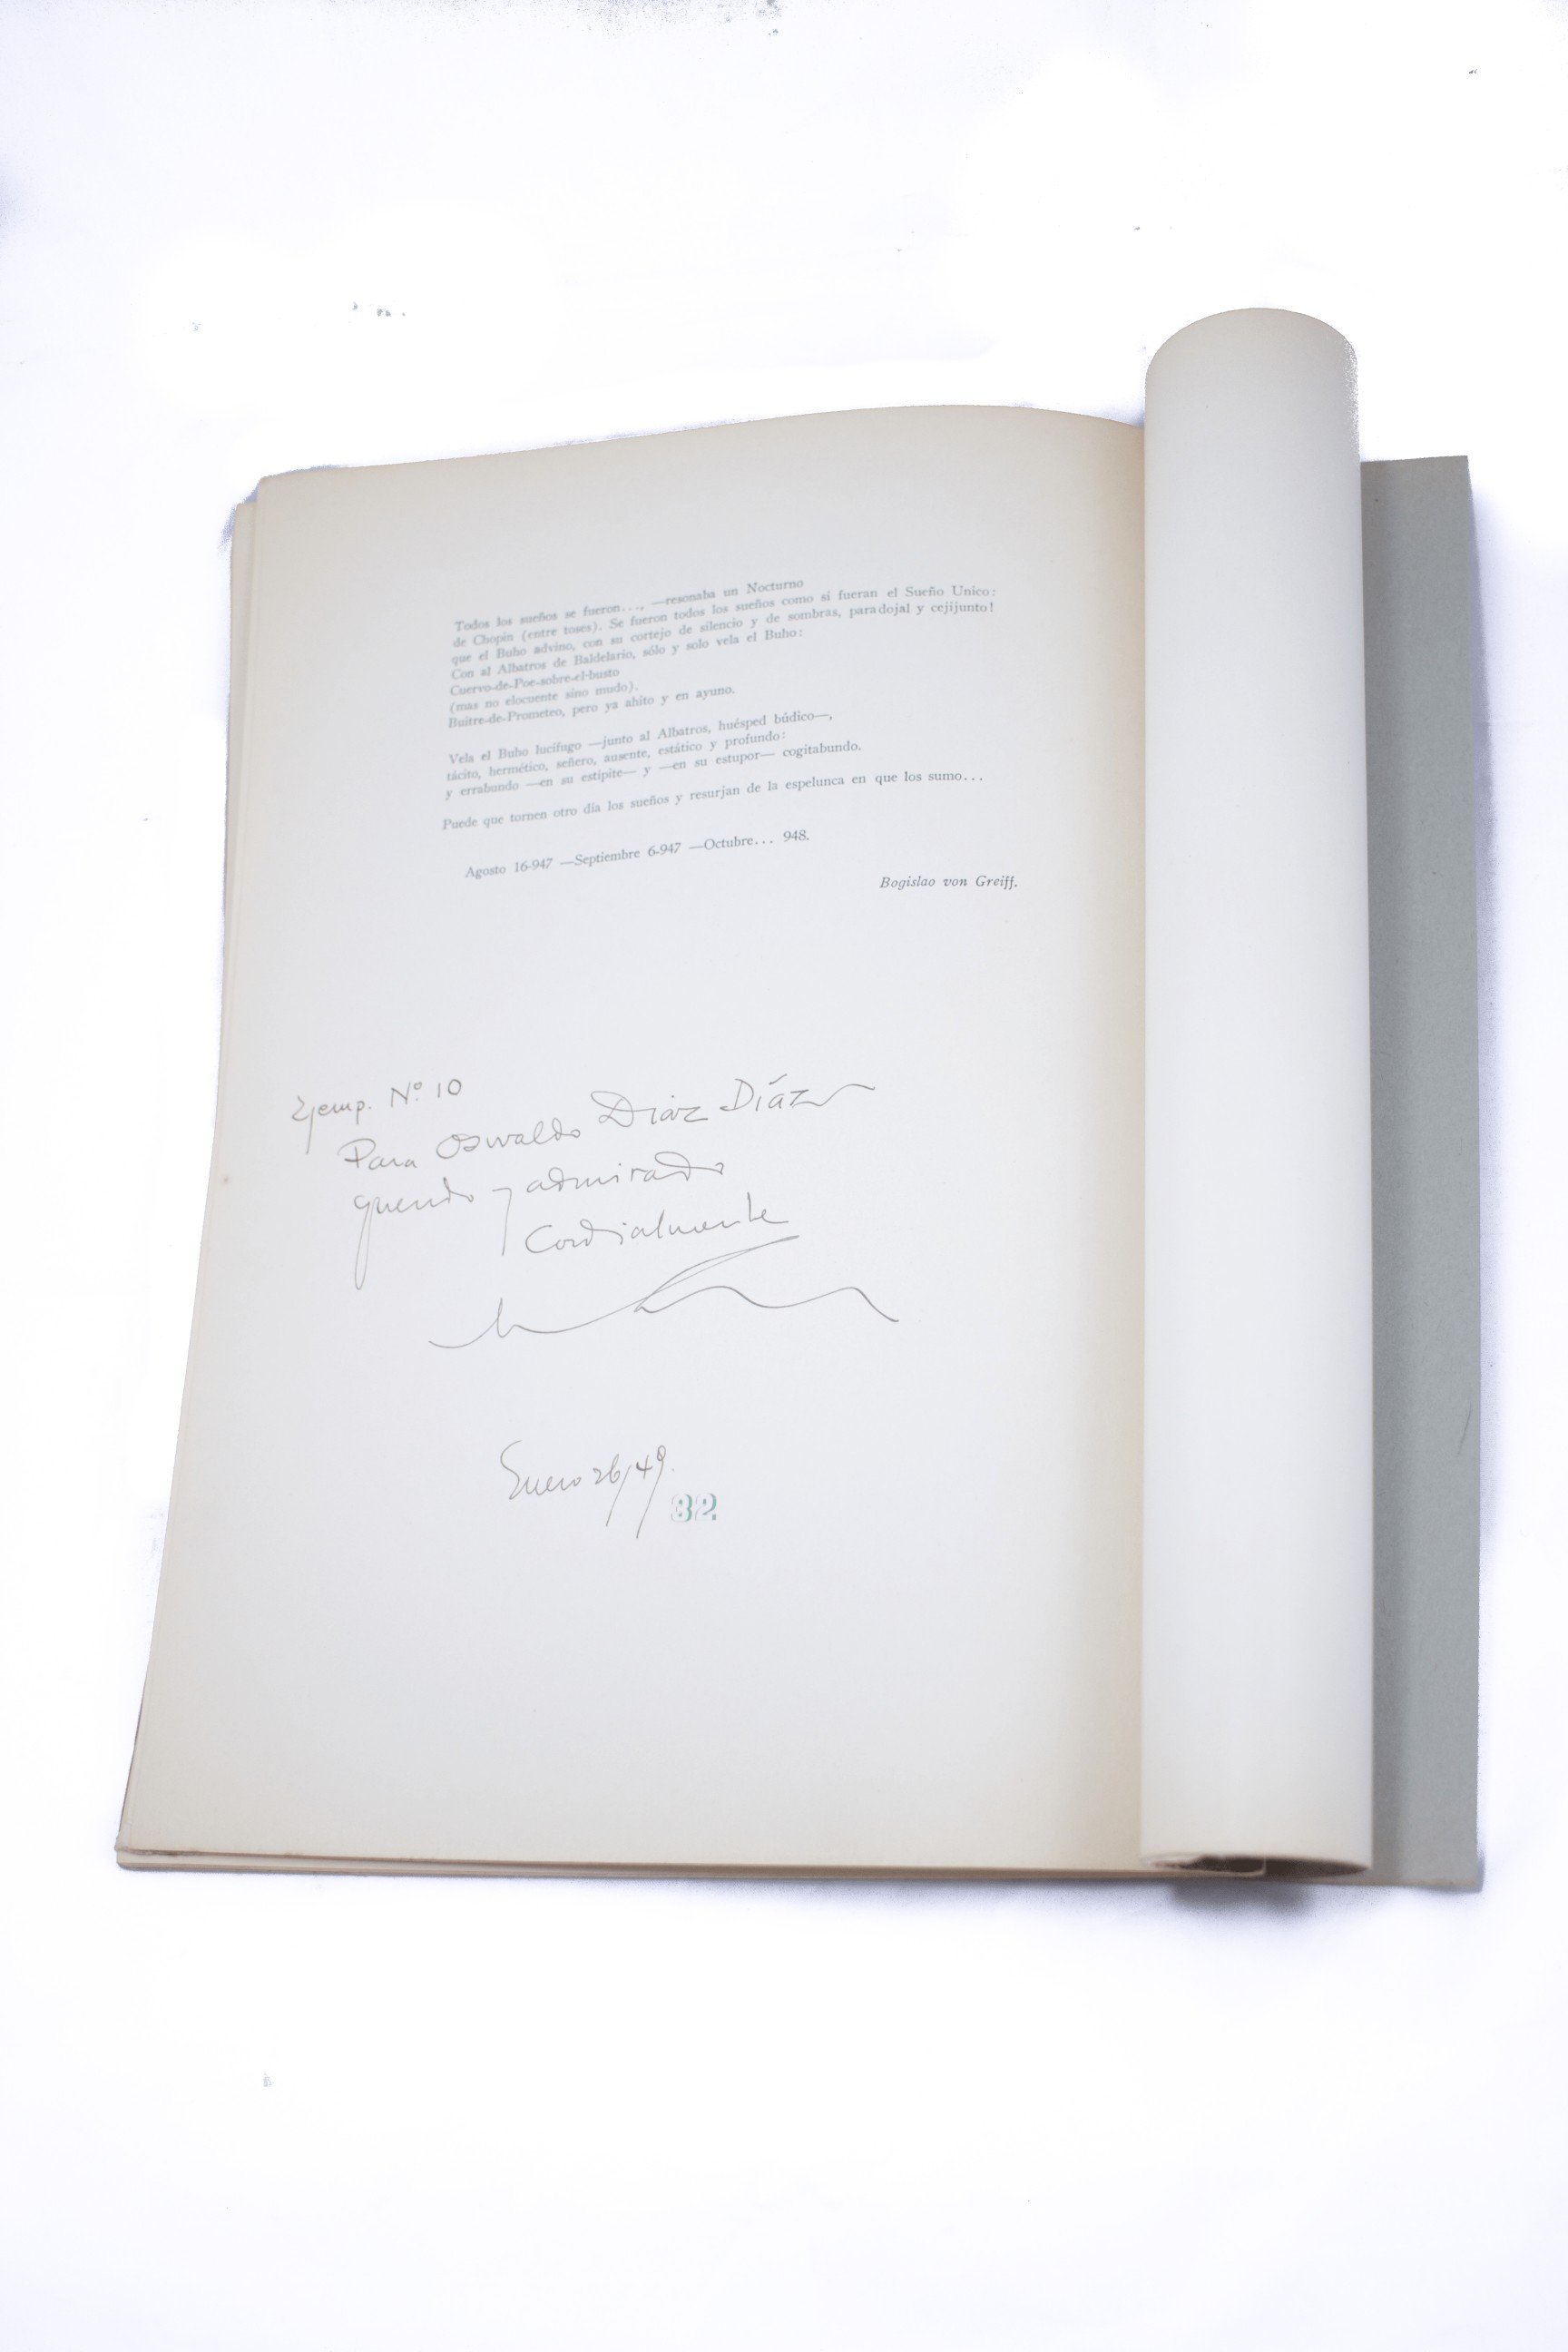 Todos los sueños se fueron..., —resonaba un Nocturno
de Chopin (entre toses). Se fueron todos los sueños como si fueran el Sueño Unico:
que el Buho advino, con su cortejo de silencio y de sombras, paradojal y cejijunto!
Con al Albatros de Baldelario, sólo y solo vela el Buho:
Cuervo-de-Poe-sobre-el-busto
(mas no elocuente sino mudo).
Buitre-de-Prometeo, pero ya ahito y en ayuno.
Vela el Buho lucífugo —junto al Albatros, huésped búdico—,
tácito, hermético, señero, ausente, estático y profundo:
y errabundo —en su estípite— y —en su estupor— cogitabundo.
Puede que tornen otro día los sueños y resurjan de la espelunca en que los sumo...
Agosto 16-947 —Septiembre 6-947 —Octubre... 948.
Bogislao von Greiff.
Ejemp. Nº 10
Para Oswaldo Díaz Díaz
querido y admirado
Cordialmente
Enero 26/49.
32